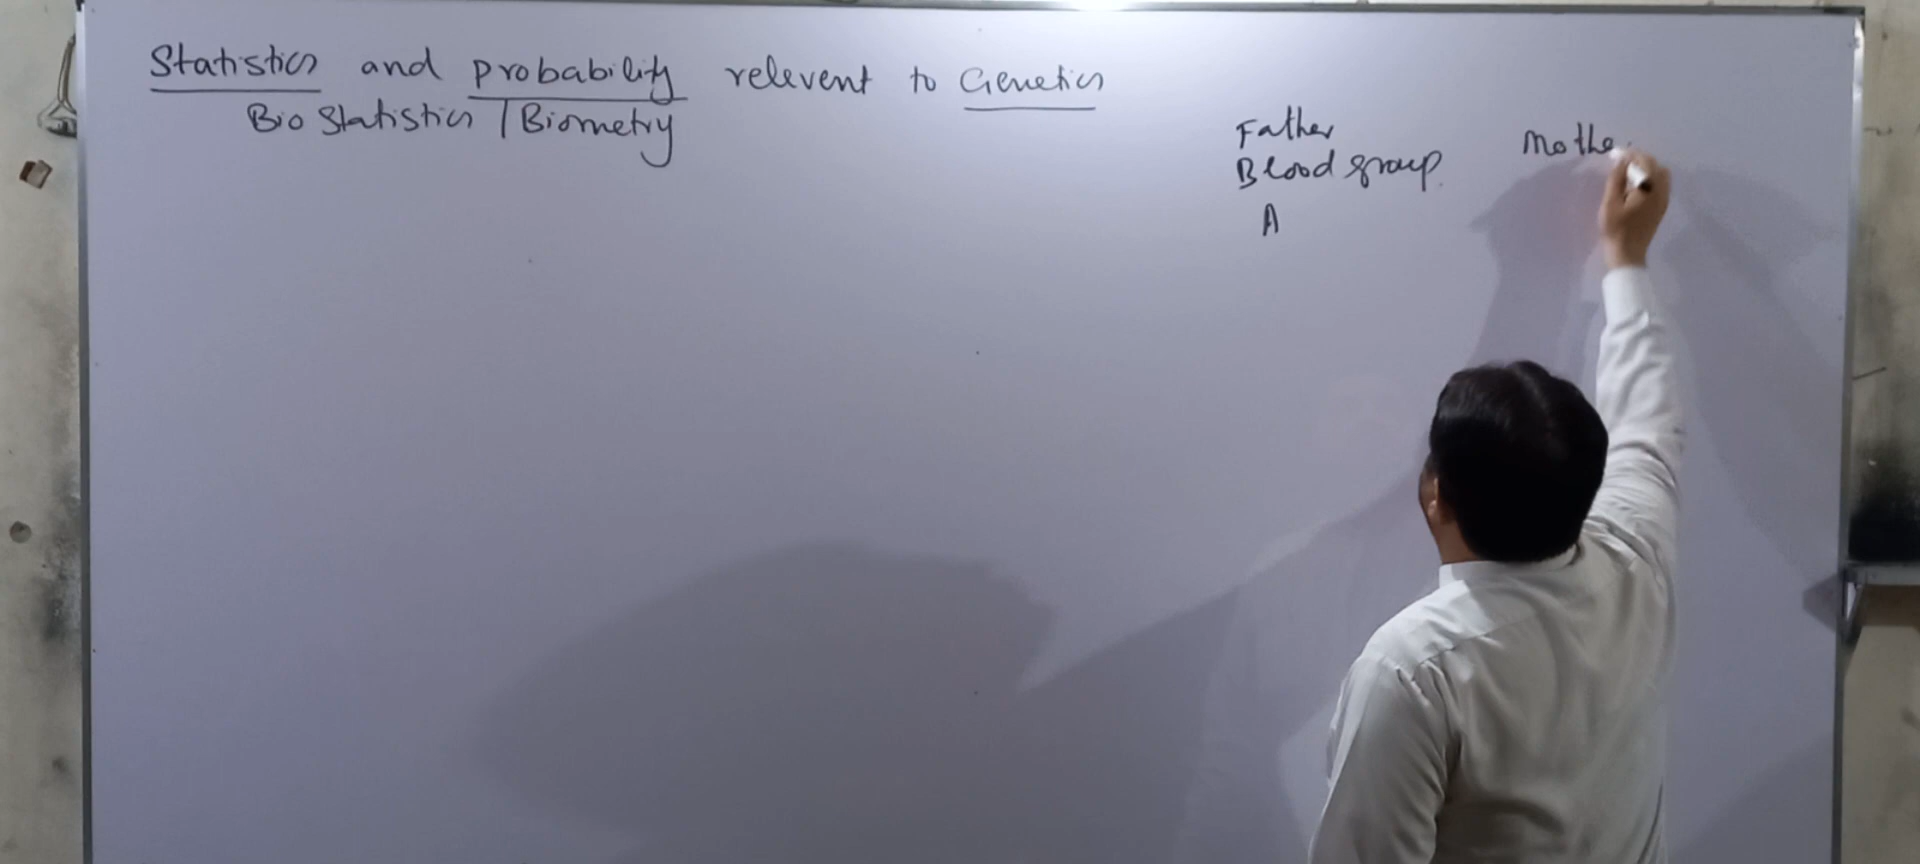 Statistics and probability relevent to Genetics
Bio Statistics / Biometry
Father
Blood group.
A
Mothe